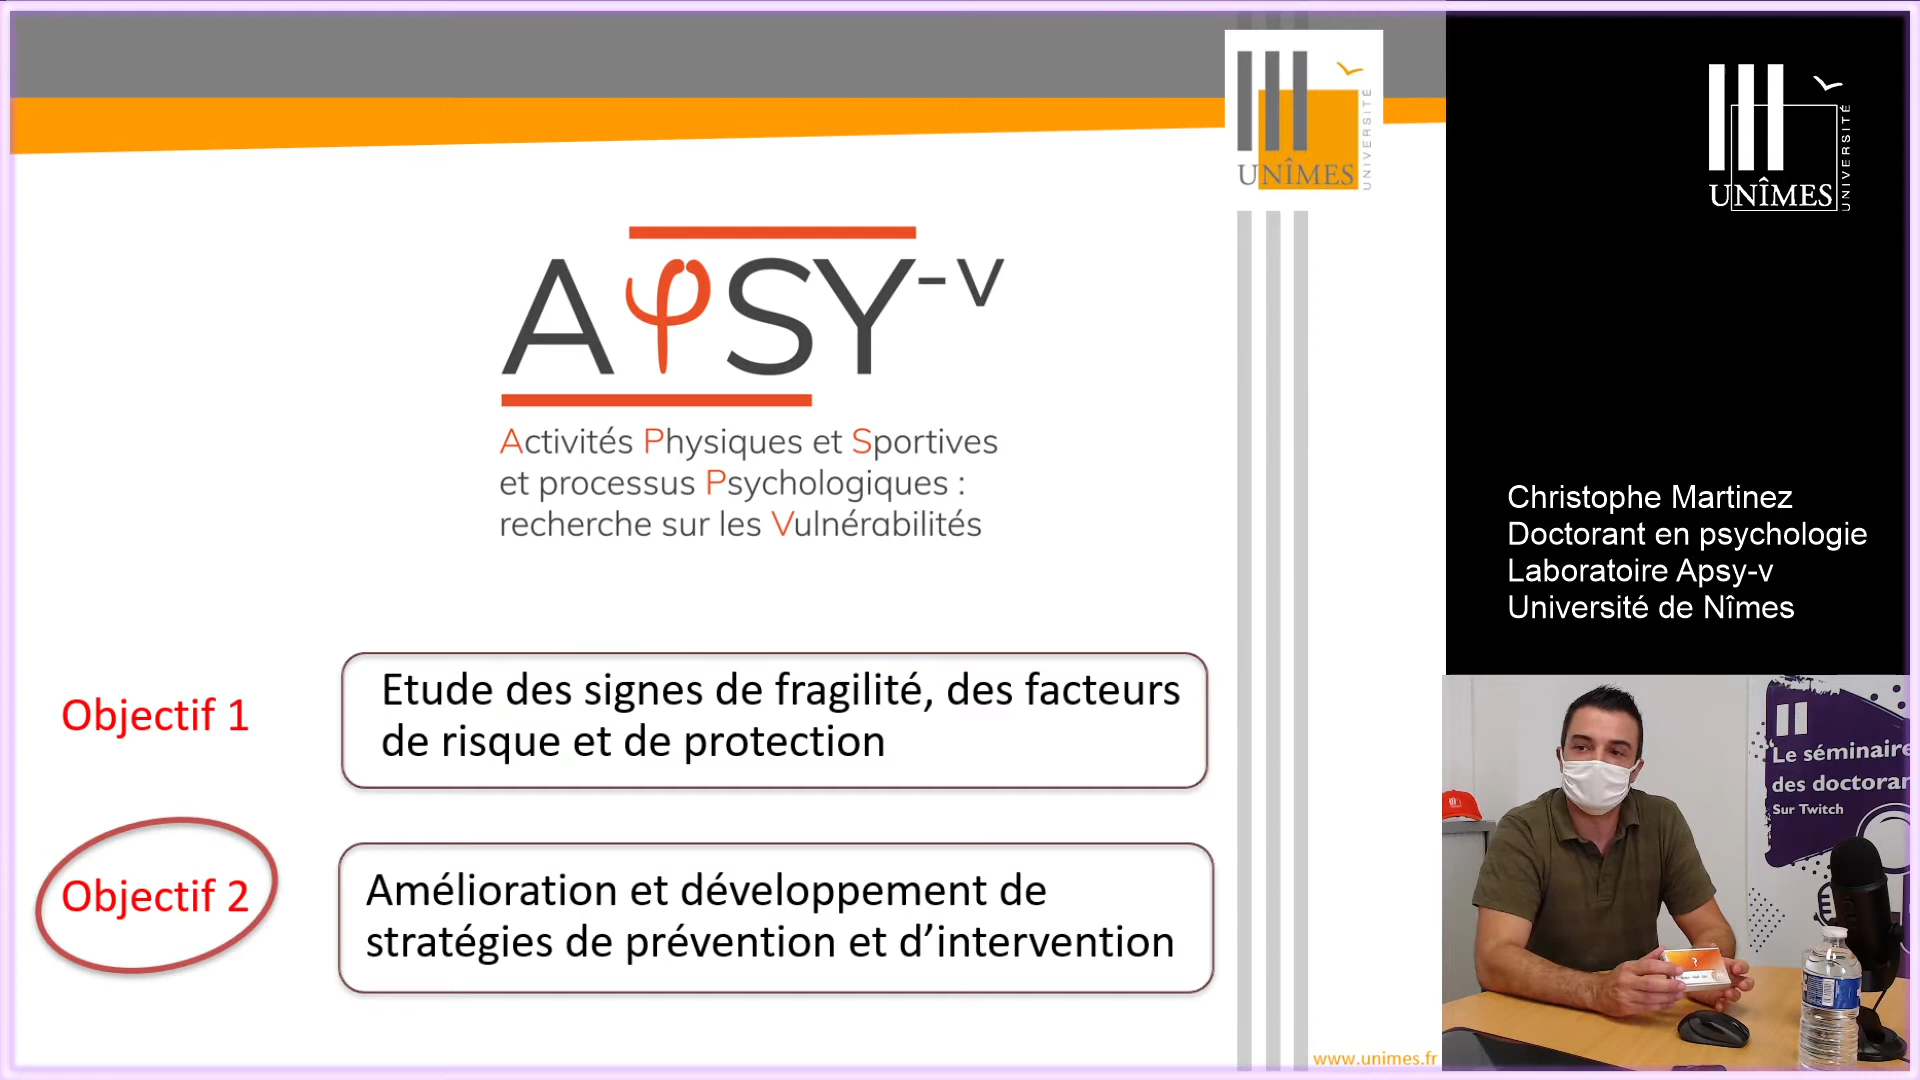 UNÎMES
UNIVERSITÉ
AφSY-v
Activités Physiques et Sportives
et processus Psychologiques :
recherche sur les Vulnérabilités
Objectif 1
Etude des signes de fragilité, des facteurs
de risque et de protection
Objectif 2
Amélioration et développement de
stratégies de prévention et d’intervention
www.unimes.fr
UNÎMES
UNIVERSITÉ
Christophe Martinez
Doctorant en psychologie
Laboratoire Apsy-v
Université de Nîmes
Le séminaire
des doctoran
Sur Twitch
?